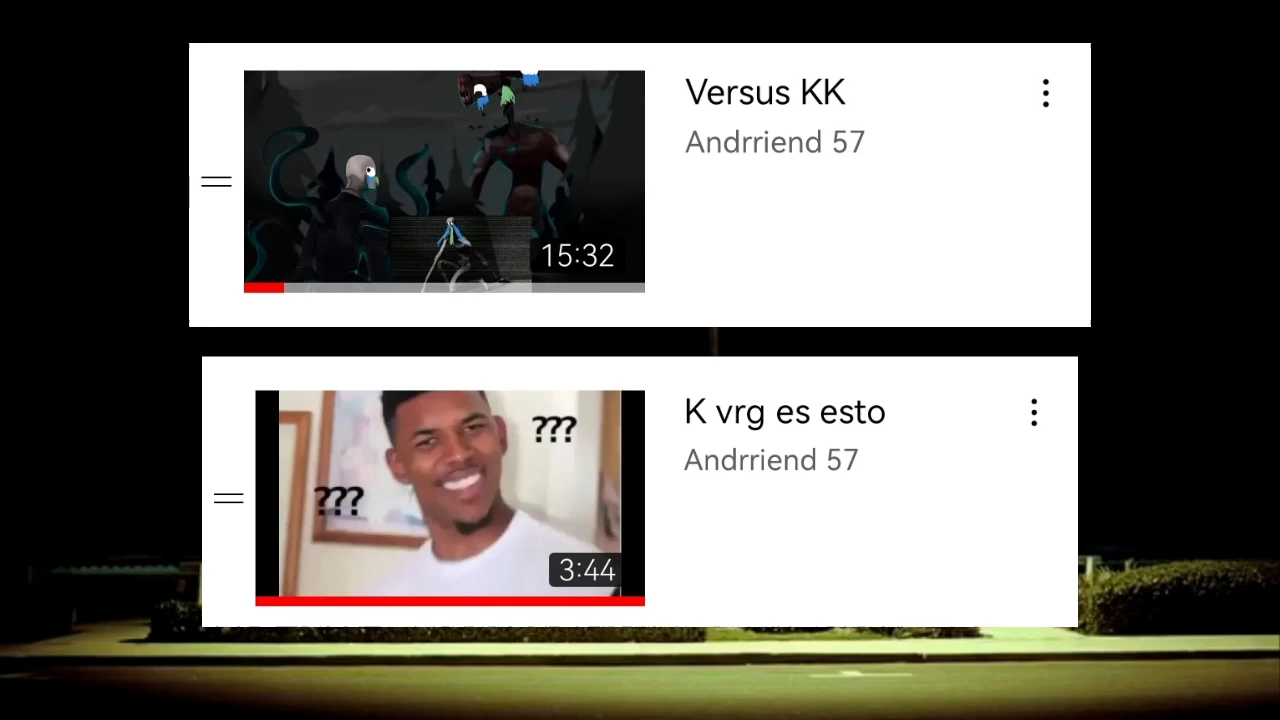 Versus KK
Andrriend 57
15:32
K vrg es esto
Andrriend 57
???
???
3:44